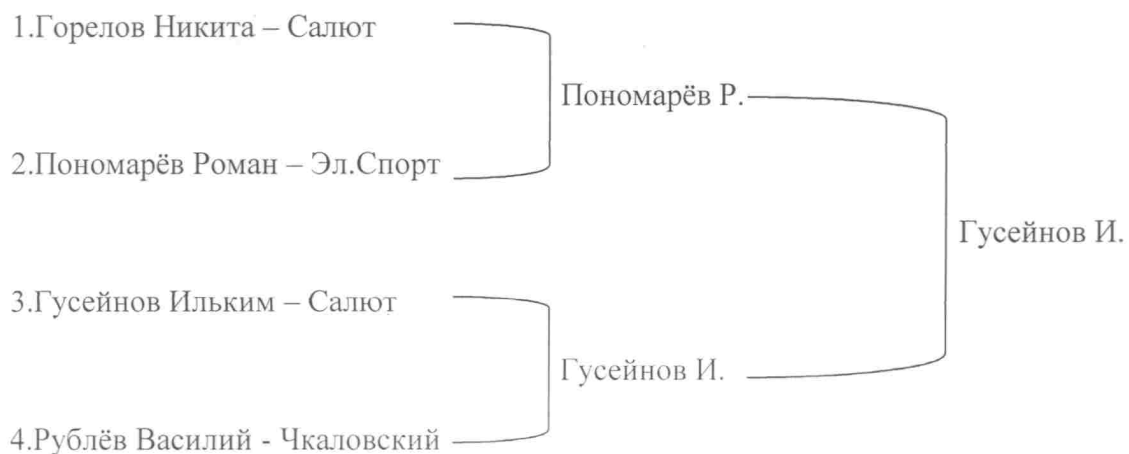 1.Горелов Никита – Салют
Пономарёв Р.
2.Пономарёв Роман – Эл.Спорт
Гусейнов И.
3.Гусейнов Ильким – Салют
Гусейнов И.
4.Рублёв Василий - Чкаловский